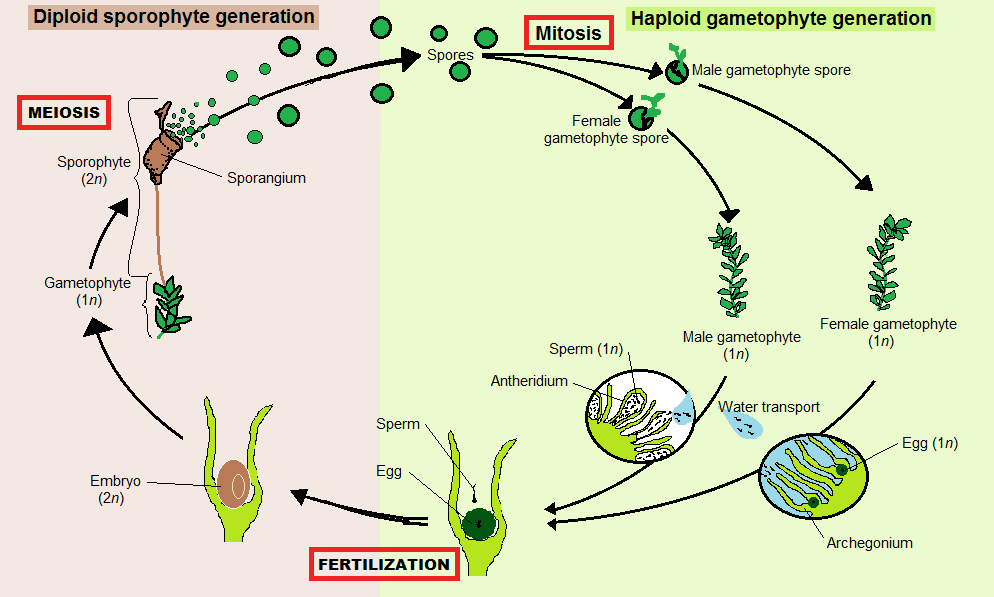 Diploid sporophyte generation
Haploid gametophyte generation
Mitosis
Spores
Male gametophyte spore
MEIOSIS
Female
gametophyte spore
Sporophyte
(2n)
Sporangium
Gametophyte
(1n)
Male gametophyte
(1n)
Female gametophyte
(1n)
Sperm (1n)
Antheridium
Water transport
Sperm
Egg (1n)
Egg
Embryo
(2n)
Archegonium
FERTILIZATION